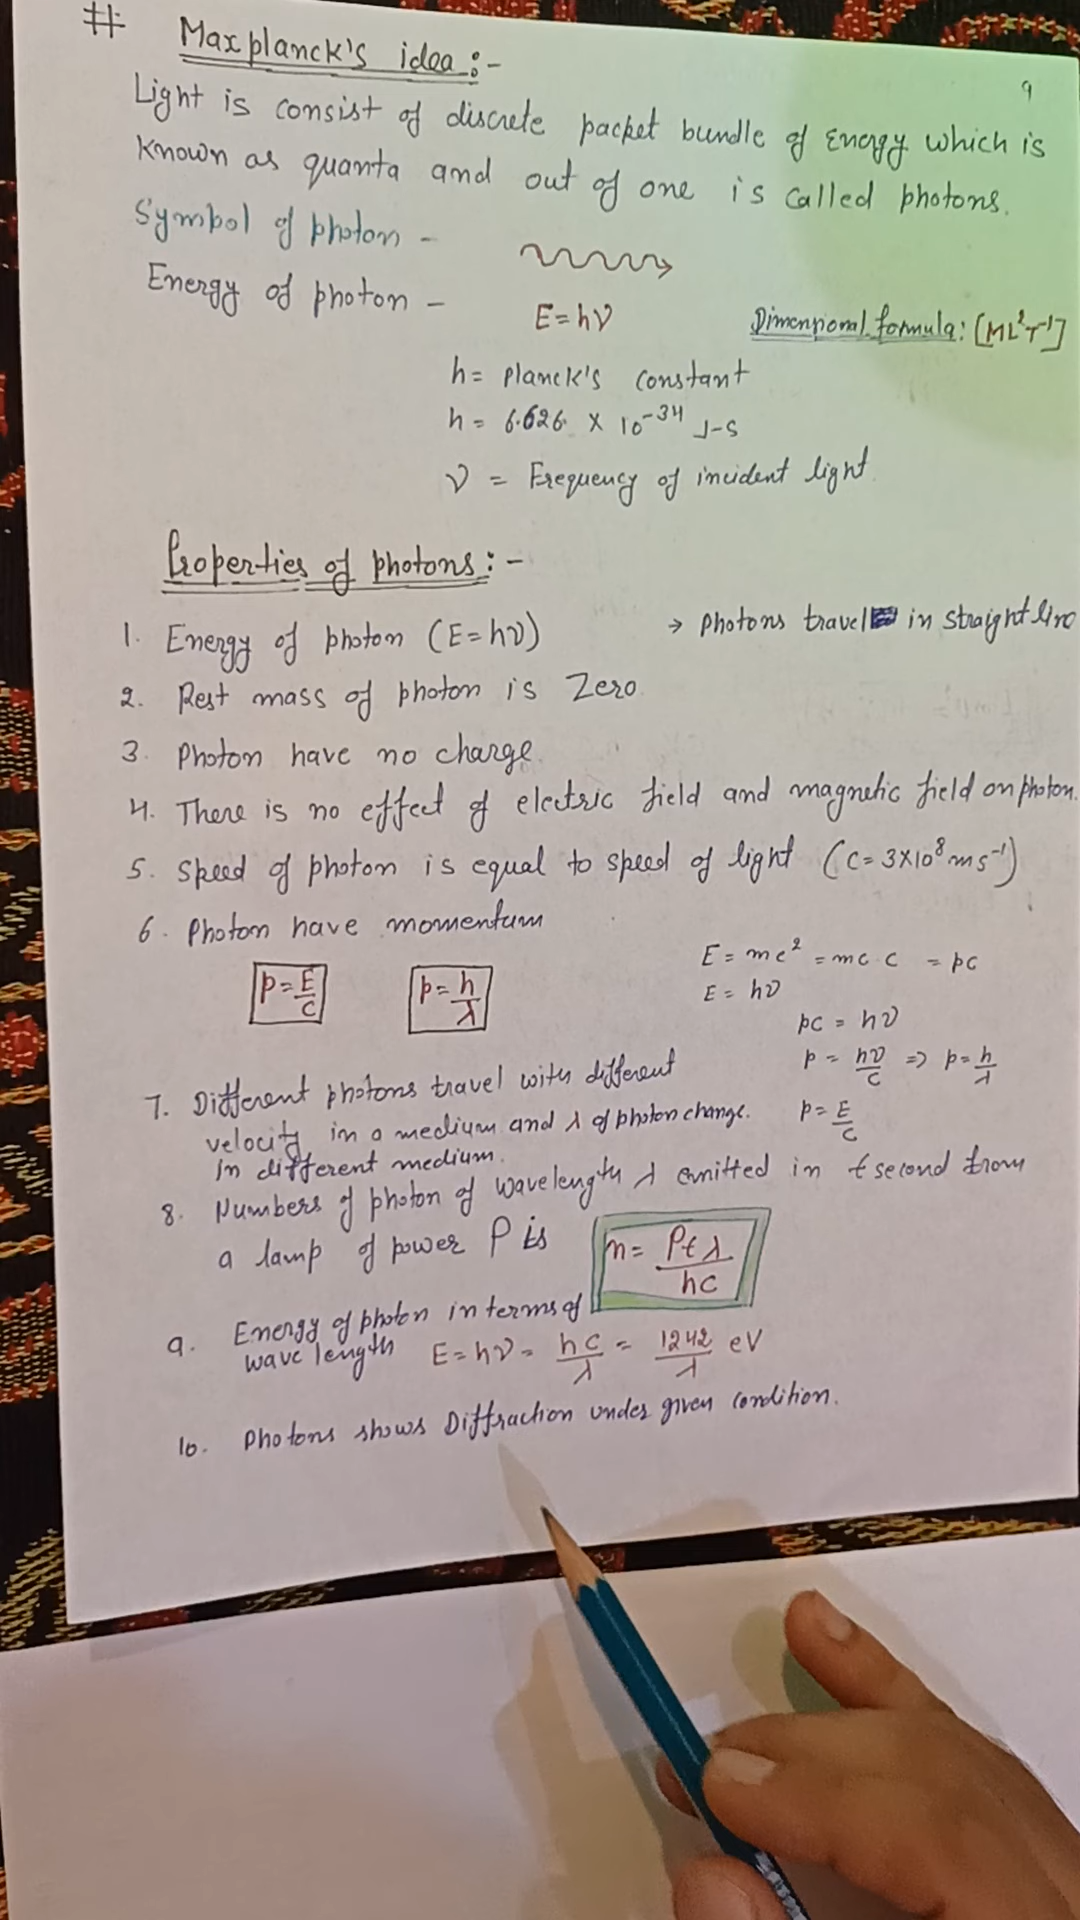 # Maxplanck's idea :-
9
Light is consist of discrete packet bundle of Energy which is
known as quanta and out of one is called photons.
Symbol of photon -
Energy of photon - E = hν
Dimensional formula: [ML²T⁻¹]
h = Planck's constant
h = 6.626 × 10⁻³⁴ J-S
ν = Frequency of incident light
Properties of photons :-
1. Energy of photon (E = hν)
→ Photons travel in straight line
2. Rest mass of photon is Zero
3. Photon have no charge
4. There is no effect of electric field and magnetic field on photon.
5. Speed of photon is equal to speed of light (C = 3×10⁸ ms⁻¹)
6. Photon have momentum
p = E/C p = h/λ
E = mc² = mc·c = pc
E = hν
pc = hν
p = hν/c ⇒ p = h/λ
p = E/c
7. Different photons travel with different
velocity in a medium and λ of photon change.
in different medium.
8. Numbers of photon of wavelength λ emitted in t second from
a lamp of power P is n = Ptλ/hc
9. Energy of photon in terms of
wave length E = hν = hc/λ = 1242/λ eV
10. Photons shows Diffraction under given condition.